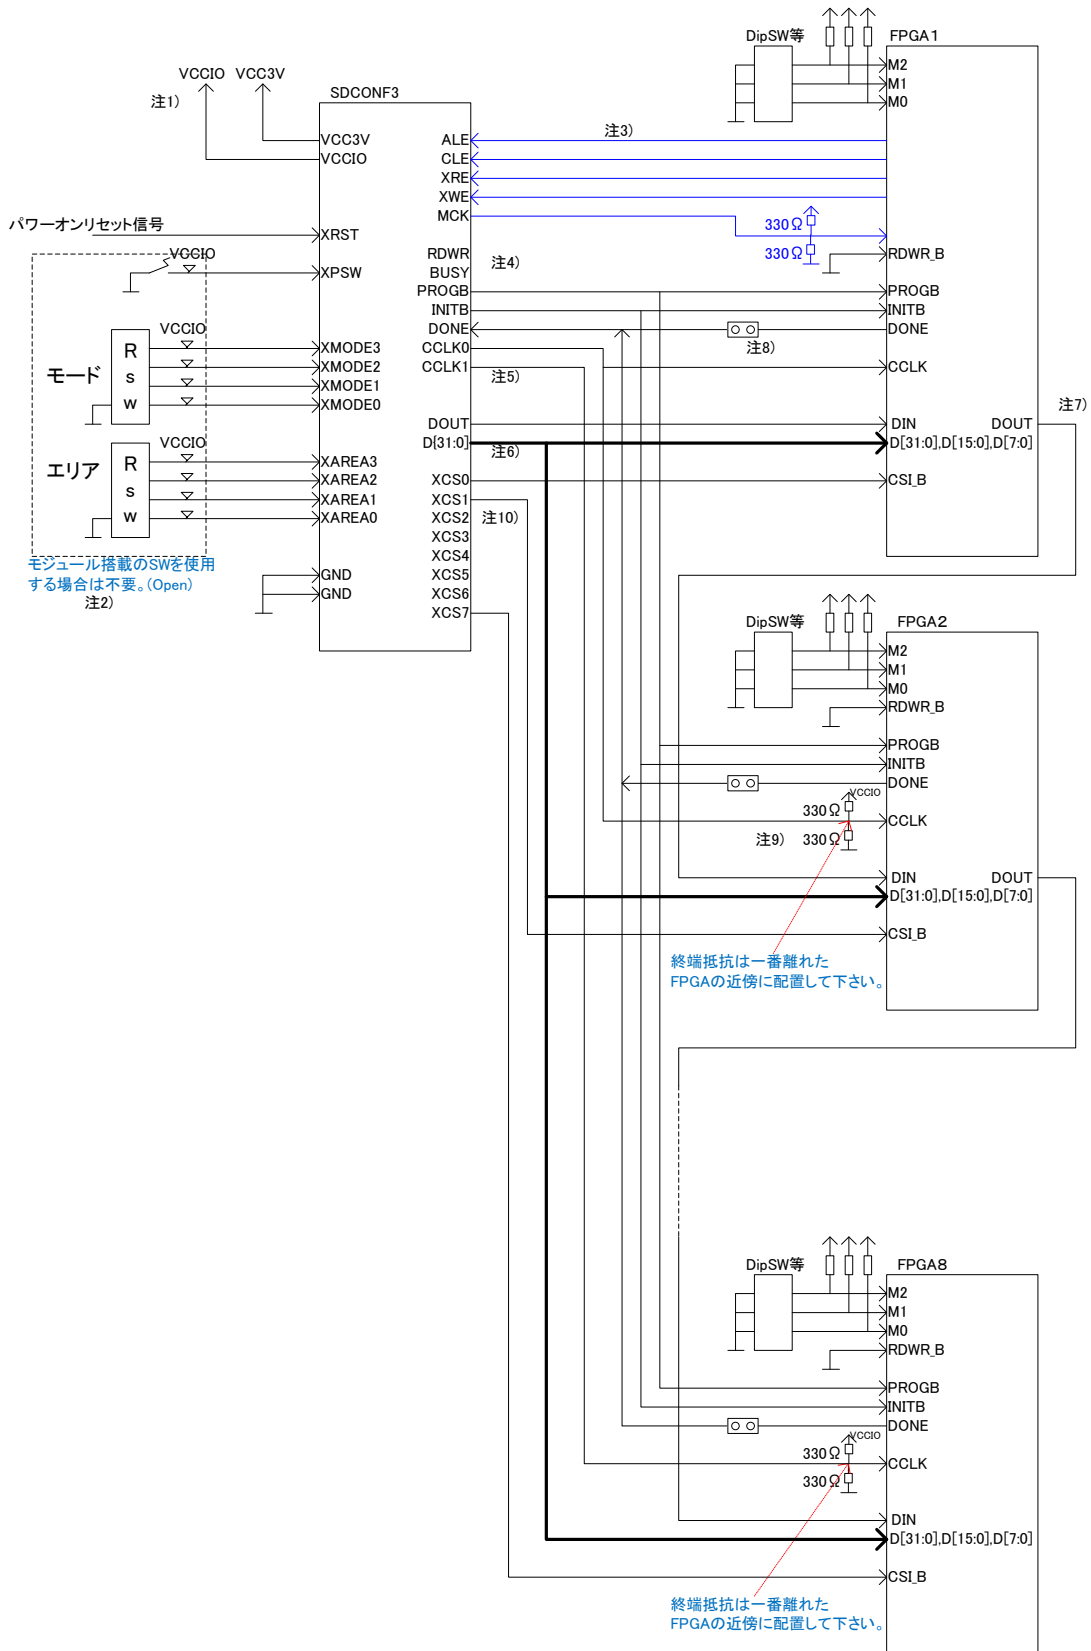 VCCIO VCC3V
注1)
SDCONF3
VCC3V
VCCIO
パワーオンリセット信号
XRST
VCCIO
XPSW
VCCIO
モード
R
s
w
XMODE3
XMODE2
XMODE1
XMODE0
VCCIO
エリア
R
s
w
XAREA3
XAREA2
XAREA1
XAREA0
モジュール搭載のSWを使用
する場合は不要。(Open)
注2)
GND
GND
ALE
CLE
XRE
XWE
MCK
RDWR
BUSY
PROGB
INITB
DONE
CCLK0
CCLK1
DOUT
D[31:0]
XCS0
XCS1
XCS2
XCS3
XCS4
XCS5
XCS6
XCS7
注3)
注4)
注5)
注6)
注10)
330Ω
330Ω
注8)
DipSW等
FPGA1
M2
M1
M0
RDWR_B
PROGB
INITB
DONE
CCLK
注7)
DIN DOUT
D[31:0],D[15:0],D[7:0]
CSI_B
DipSW等
FPGA2
M2
M1
M0
RDWR_B
PROGB
INITB
DONE
VCCIO
330Ω
CCLK
注9) 330Ω
DIN DOUT
D[31:0],D[15:0],D[7:0]
CSI_B
終端抵抗は一番離れた
FPGAの近傍に配置して下さい。
DipSW等
FPGA8
M2
M1
M0
RDWR_B
PROGB
INITB
DONE
VCCIO
330Ω
CCLK
330Ω
DIN
D[31:0],D[15:0],D[7:0]
CSI_B
終端抵抗は一番離れた
FPGAの近傍に配置して下さい。